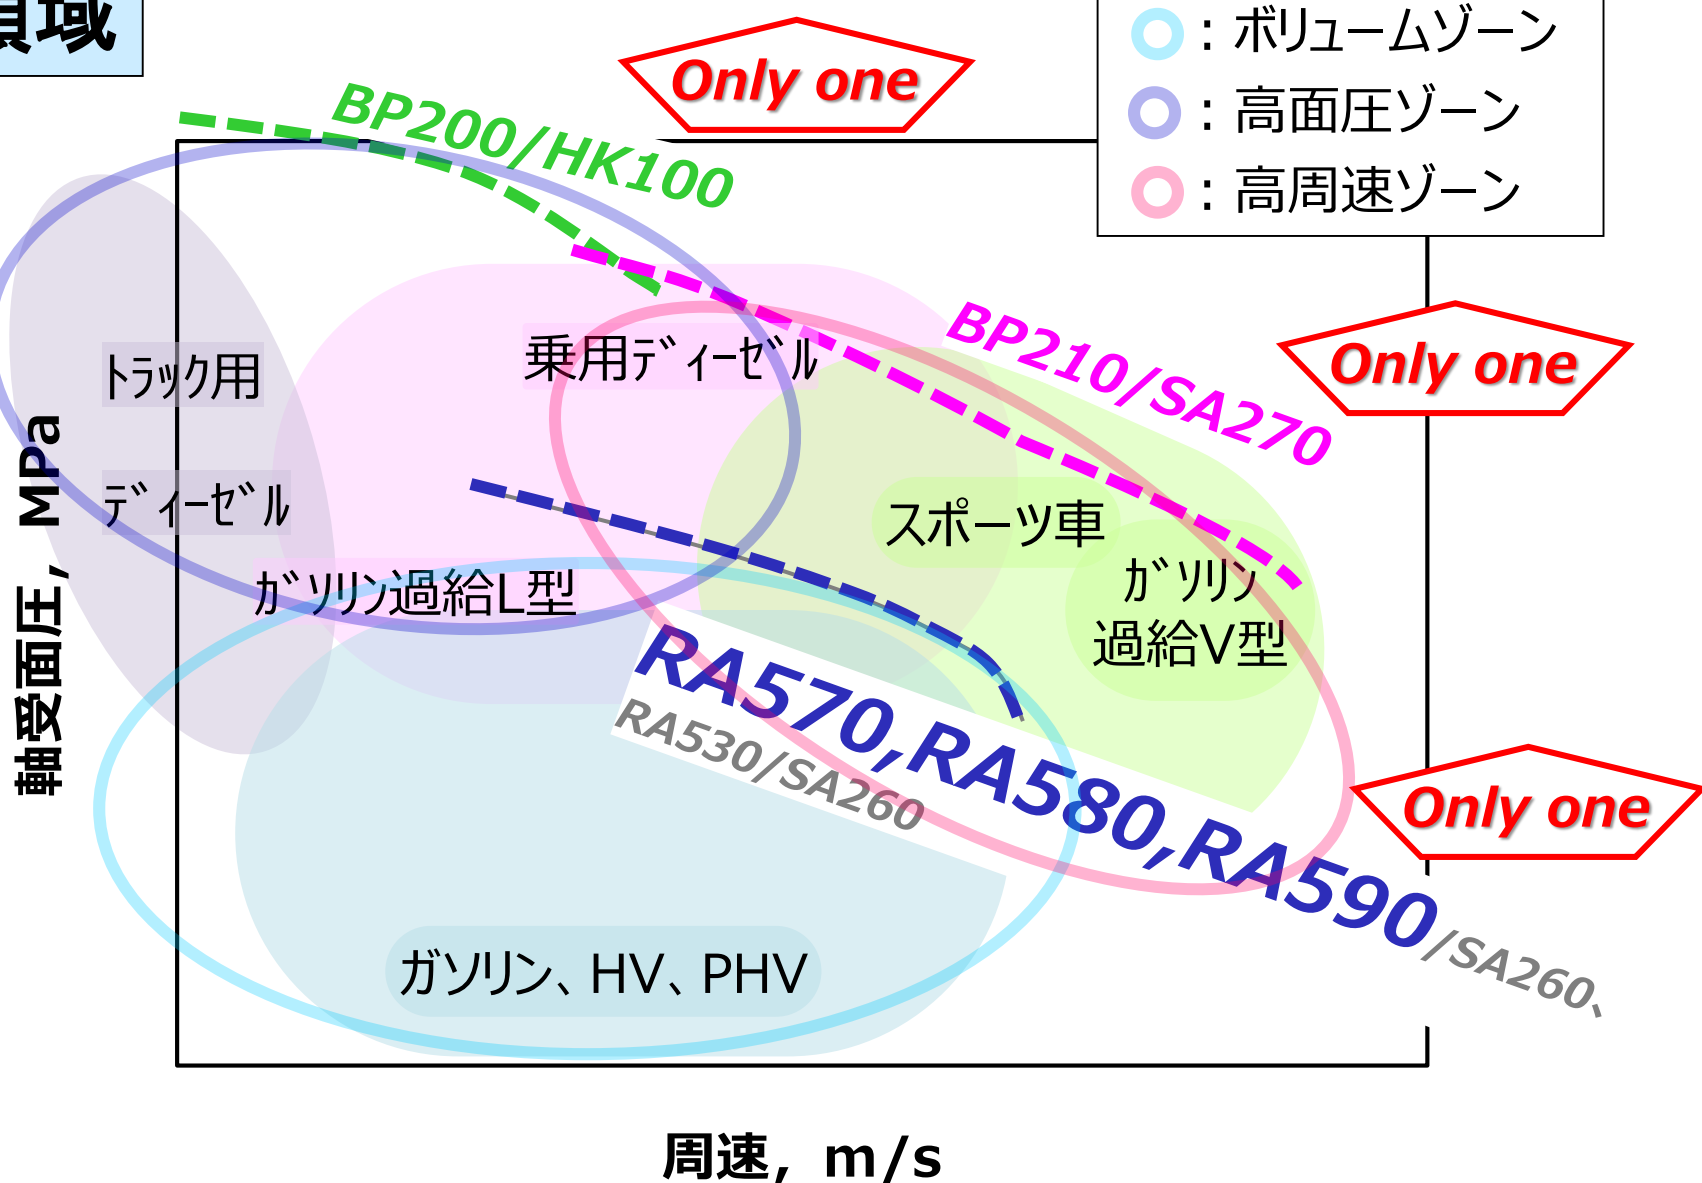 領域
：ボリュームゾーン
：高面圧ゾーン
：高周速ゾーン
Only one
BP200/HK100
Only one
BP210/SA270
トラック用
ディーゼル
乗用ディーゼル
スポーツ車
ガソリン過給L型
ガソリン
過給V型
RA570,RA580,RA590/SA260、
RA530/SA260
Only one
ガソリン、HV、PHV
軸受面圧, MPa
周速, m/s